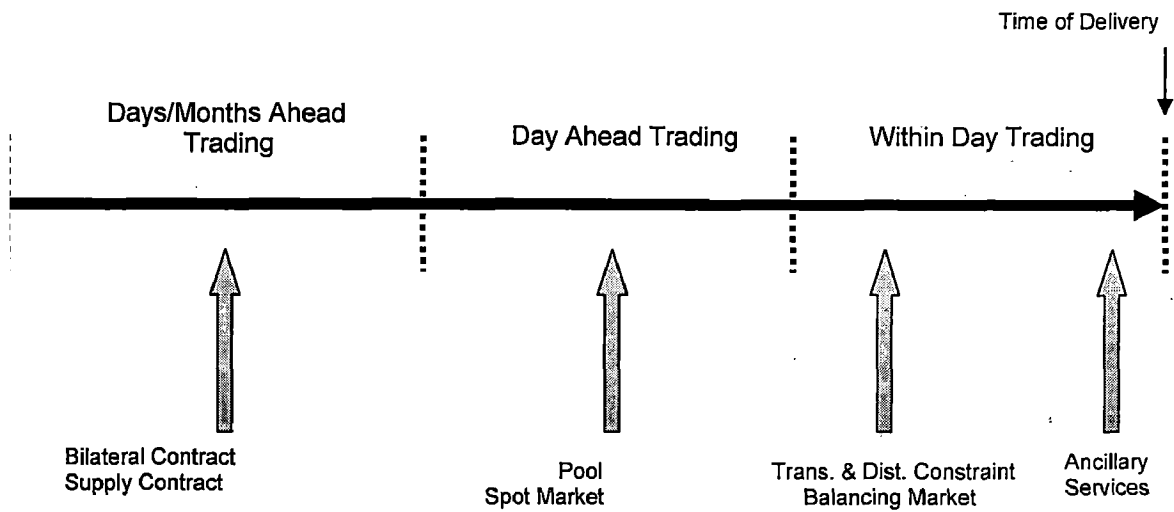 Time of Delivery
Days/Months Ahead
Trading
Day Ahead Trading
Within Day Trading
Bilateral Contract
Supply Contract
Pool
Spot Market
Trans. & Dist. Constraint
Balancing Market
Ancillary
Services